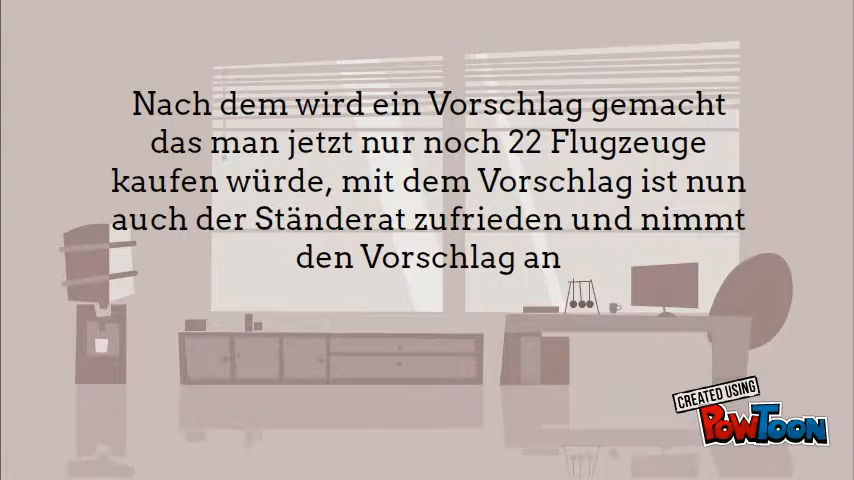 Nach dem wird ein Vorschlag gemacht
das man jetzt nur noch 22 Flugzeuge
kaufen würde, mit dem Vorschlag ist nun
auch der Ständerat zufrieden und nimmt
den Vorschlag an
CREATED USING
POWTOON